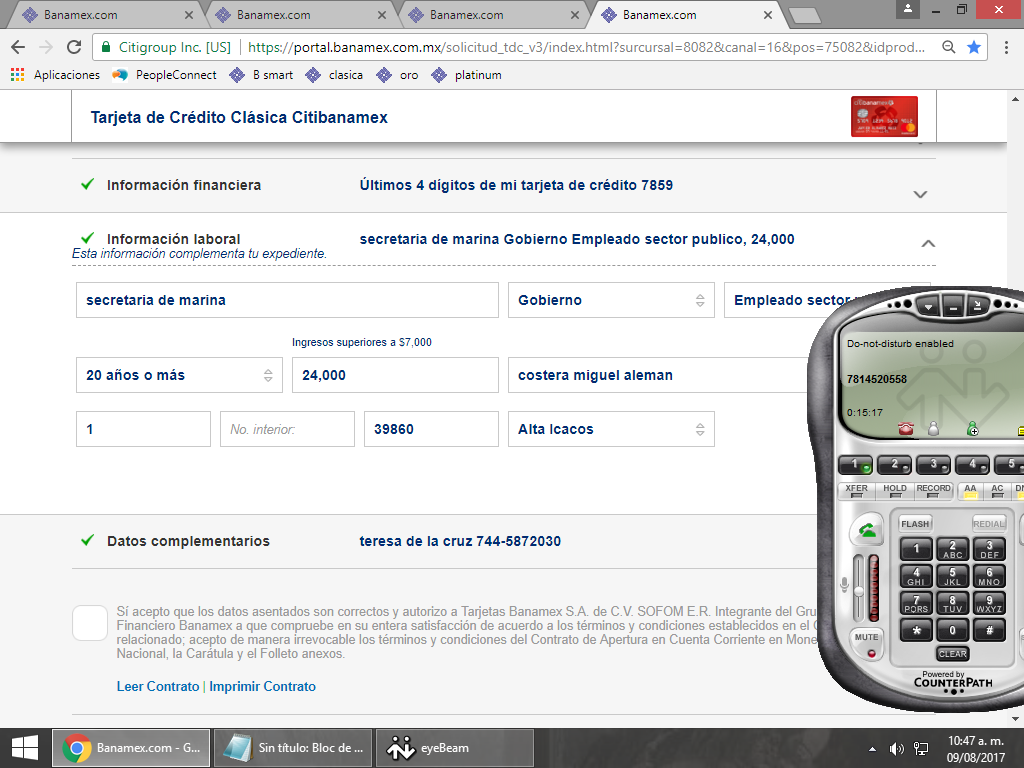 Banamex.com
Banamex.com
Banamex.com
Banamex.com
Citigroup Inc. [US]
https://portal.banamex.com.mx/solicitud_tdc_v3/index.html?surcursal=8082&canal=16&pos=75082&idprod...
Aplicaciones
PeopleConnect
B smart
clasica
oro
platinum
Tarjeta de Crédito Clásica Citibanamex
Información financiera
Últimos 4 dígitos de mi tarjeta de crédito 7859
Información laboral
secretaria de marina Gobierno Empleado sector publico, 24,000
Esta información complementa tu expediente.
secretaria de marina
Gobierno
Empleado sector
Ingresos superiores a $7,000
20 años o más
24,000
costera miguel aleman
1
No. interior:
39860
Alta Icacos
Datos complementarios
teresa de la cruz 744-5872030
Sí acepto que los datos asentados son correctos y autorizo a Tarjetas Banamex S.A. de C.V. SOFOM E.R. Integrante del Gru
Financiero Banamex a que compruebe en su entera satisfacción de acuerdo a los términos y condiciones establecidos en el
relacionado; acepto de manera irrevocable los términos y condiciones del Contrato de Apertura en Cuenta Corriente en Mone
Nacional, la Carátula y el Folleto anexos.
Leer Contrato | Imprimir Contrato
Do-not-disturb enabled
7814520558
0:15:17
1 2 3 4 5
XFER HOLD RECORD AA AC DN
FLASH REDIAL
1 2 ABC 3 DEF
4 GHI 5 JKL 6 MNO
7 PQRS 8 TUV 9 WXYZ
* 0 #
MUTE
CLEAR
Powered by
COUNTERPATH
Banamex.com - G...
Sin título: Bloc de ...
eyeBeam
10:47 a. m.
09/08/2017